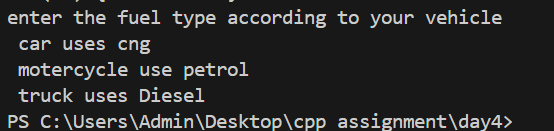 enter the fuel type according to your vehicle
car uses cng
motercycle use petrol
truck uses Diesel
PS C:\Users\Admin\Desktop\cpp assignment\day4>